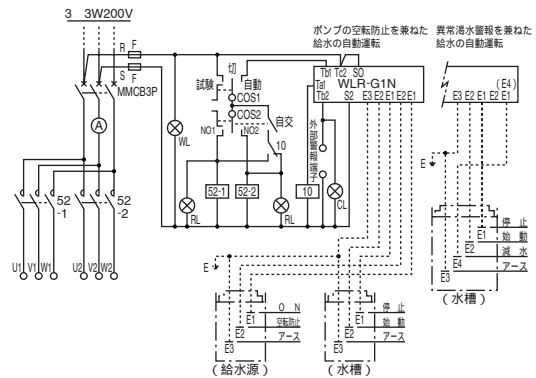 3 3W200V
ポンプの空転防止を兼ねた
給水の自動運転
異常渇水警報を兼ねた
給水の自動運転
R F
S F
MMCB3P
A
52
-1
52
-2
U1 V1 W1 U2 V2 W2
WL
切
試験 自動
COS1
COS2
自交
10
NO1 NO2
52-1 52-2
RL RL
Tb1 Tc2 SO
Ta1 WLR-G1N
Tb2 S2 E3 E2 E1 E2 E1
外部警報端子
10
CL
(E4)
E3 E2 E2 E1
E
E1 停止
E2 始動
E4 減水
E3 アース
(水槽)
E
E1 ON
E2 空転防止
E3 アース
(給水源)
E1 停止
E2 始動
E3 アース
(水槽)